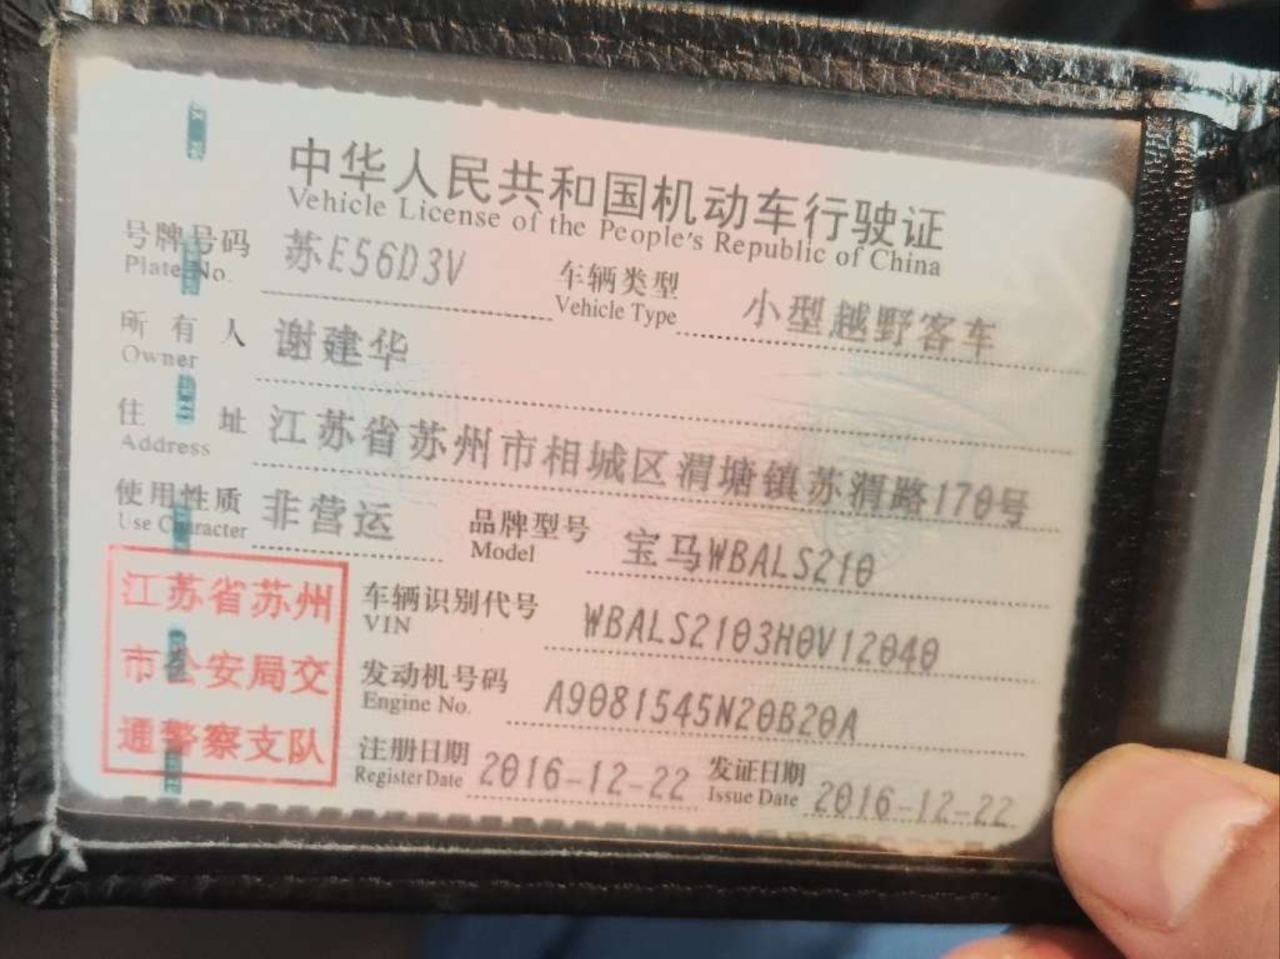 中华人民共和国机动车行驶证
Vehicle License of the People's Republic of China
号牌号码 苏E56D3V 车辆类型 小型越野客车
Plate No. Vehicle Type
所有人 谢建华
Owner
住址 江苏省苏州市相城区渭塘镇苏渭路170号
Address
使用性质 非营运 品牌型号 宝马WBALS210
Use Character Model
江苏省苏州
市公安局交
通警察支队
车辆识别代号 WBALS2103H0V12040
VIN
发动机号码 A9081545N20B20A
Engine No.
注册日期 2016-12-22 发证日期 2016-12-22
Register Date Issue Date